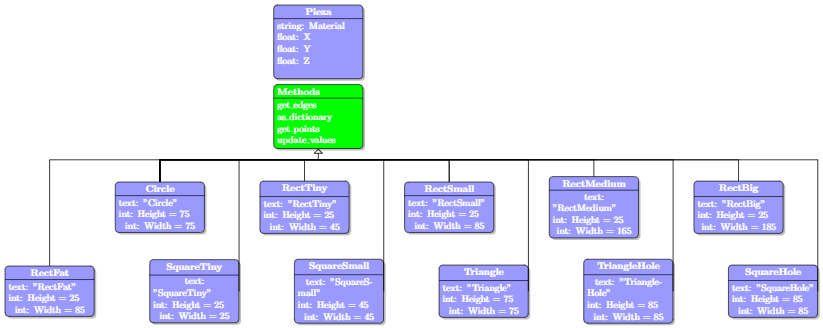 Pieza
string: Material
float: X
float: Y
float: Z
Methods
get_edges
as_dictionary
get_points
update_values
Circle
text: "Circle"
int: Height = 75
int: Width = 75
RectTiny
text: "RectTiny"
int: Height = 25
int: Width = 45
RectSmall
text: "RectSmall"
int: Height = 25
int: Width = 85
RectMedium
text:
"RectMedium"
int: Height = 25
int: Width = 165
RectBig
text: "RectBig"
int: Height = 25
int: Width = 185
RectFat
text: "RectFat"
int: Height = 25
int: Width = 85
SquareTiny
text:
"SquareTiny"
int: Height = 25
int: Width = 25
SquareSmall
text: "SquareS-
mall"
int: Height = 45
int: Width = 45
Triangle
text: "Triangle"
int: Height = 75
int: Width = 75
TriangleHole
text: "Triangle-
Hole"
int: Height = 85
int: Width = 85
SquareHole
text: "SquareHole"
int: Height = 85
int: Width = 85